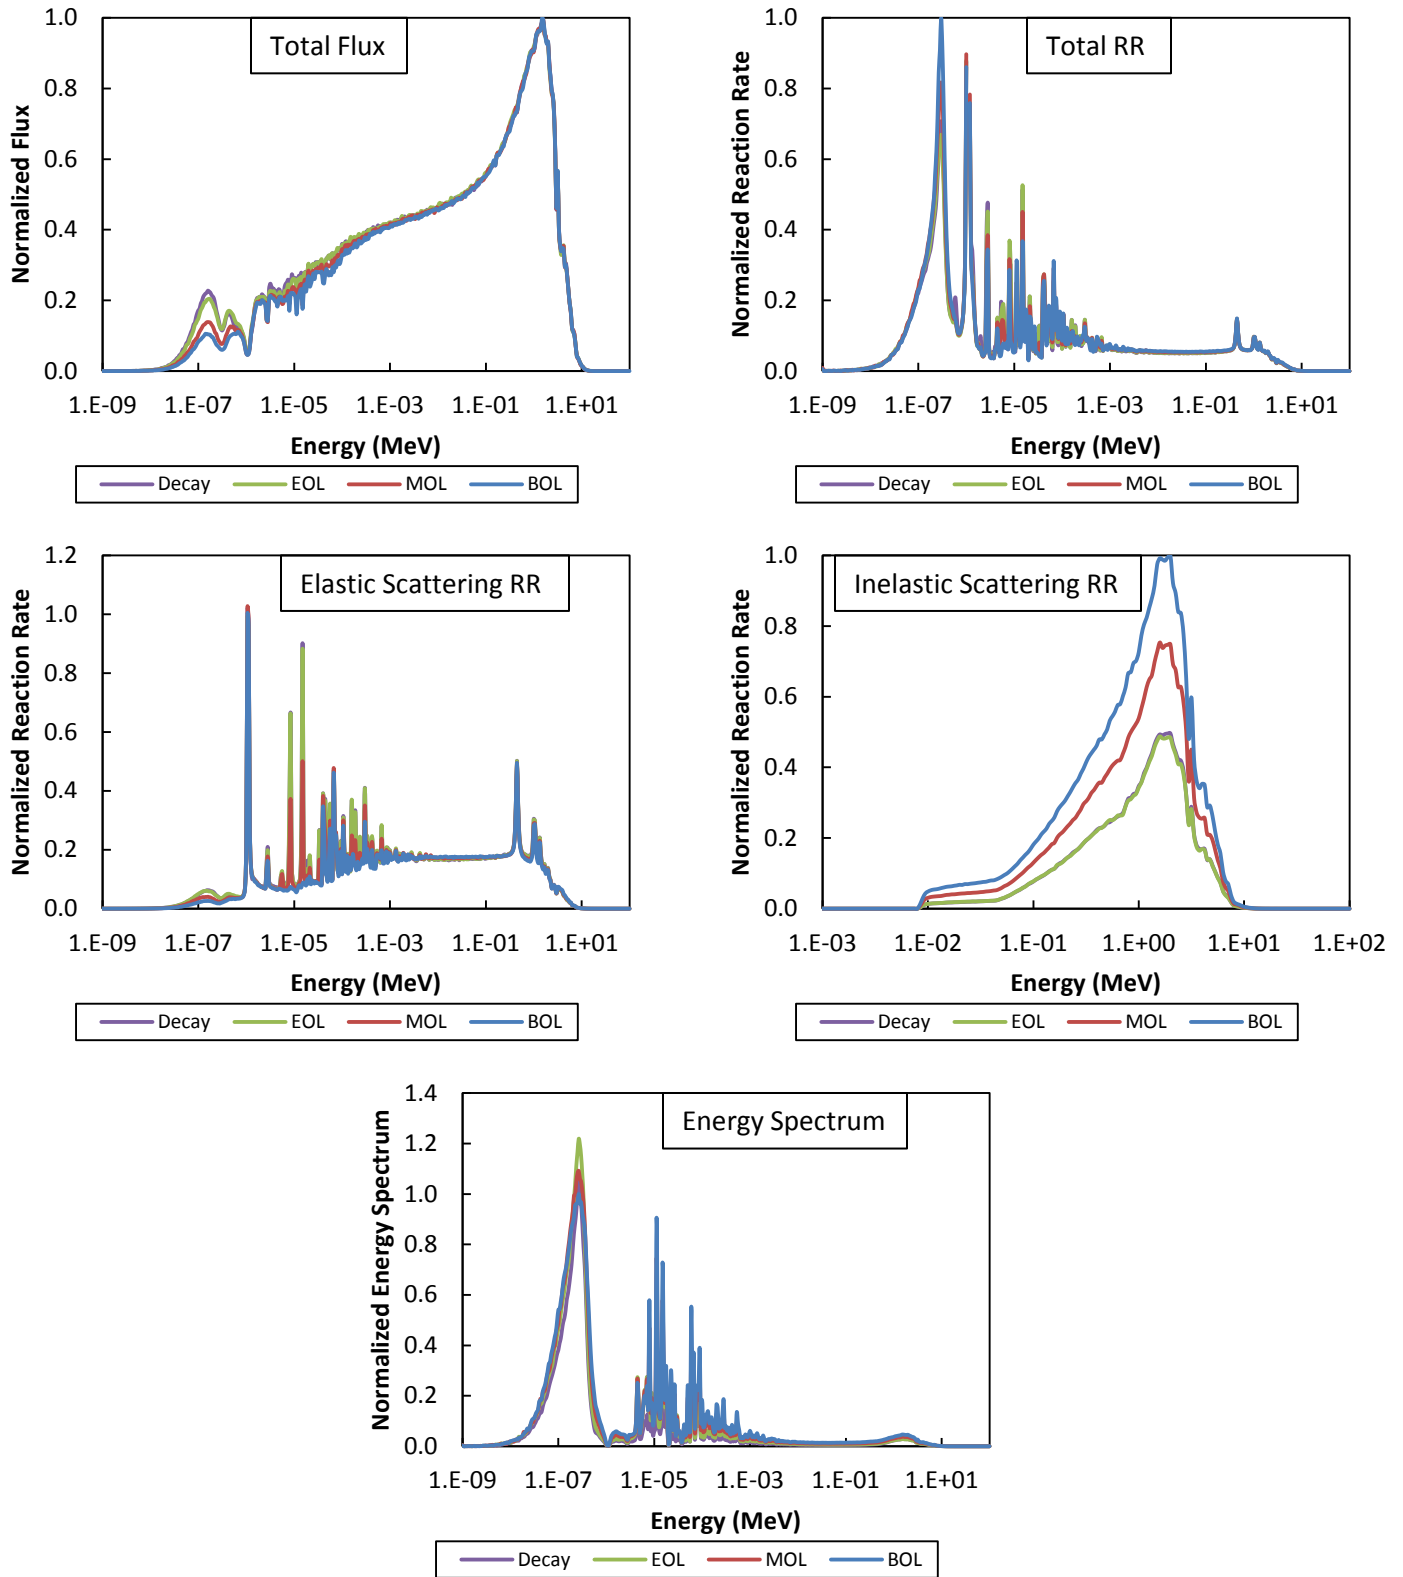 Total Flux
Normalized Flux
1.0
0.8
0.6
0.4
0.2
0.0
1.E-09 1.E-07 1.E-05 1.E-03 1.E-01 1.E+01
Energy (MeV)
Decay EOL MOL BOL
Total RR
Normalized Reaction Rate
1.0
0.8
0.6
0.4
0.2
0.0
1.E-09 1.E-07 1.E-05 1.E-03 1.E-01 1.E+01
Energy (MeV)
Decay EOL MOL BOL
Elastic Scattering RR
Normalized Reaction Rate
1.2
1.0
0.8
0.6
0.4
0.2
0.0
1.E-09 1.E-07 1.E-05 1.E-03 1.E-01 1.E+01
Energy (MeV)
Decay EOL MOL BOL
Inelastic Scattering RR
Normalized Reaction Rate
1.0
0.8
0.6
0.4
0.2
0.0
1.E-03 1.E-02 1.E-01 1.E+00 1.E+01 1.E+02
Energy (MeV)
Decay EOL MOL BOL
Energy Spectrum
Normalized Energy Spectrum
1.4
1.2
1.0
0.8
0.6
0.4
0.2
0.0
1.E-09 1.E-07 1.E-05 1.E-03 1.E-01 1.E+01
Energy (MeV)
Decay EOL MOL BOL